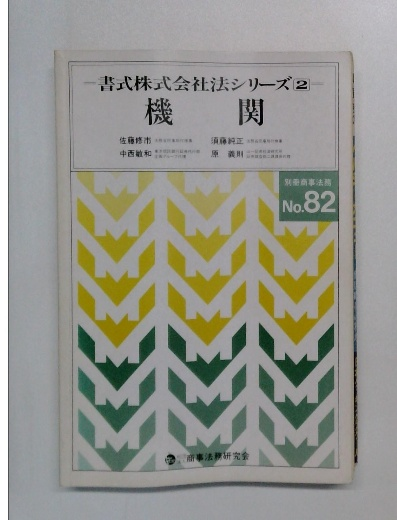 書式株式会社法シリーズ2
機関
佐藤修市 須藤純正
中西敏和 原義則
別冊商事法務
No.82
商事法務研究会